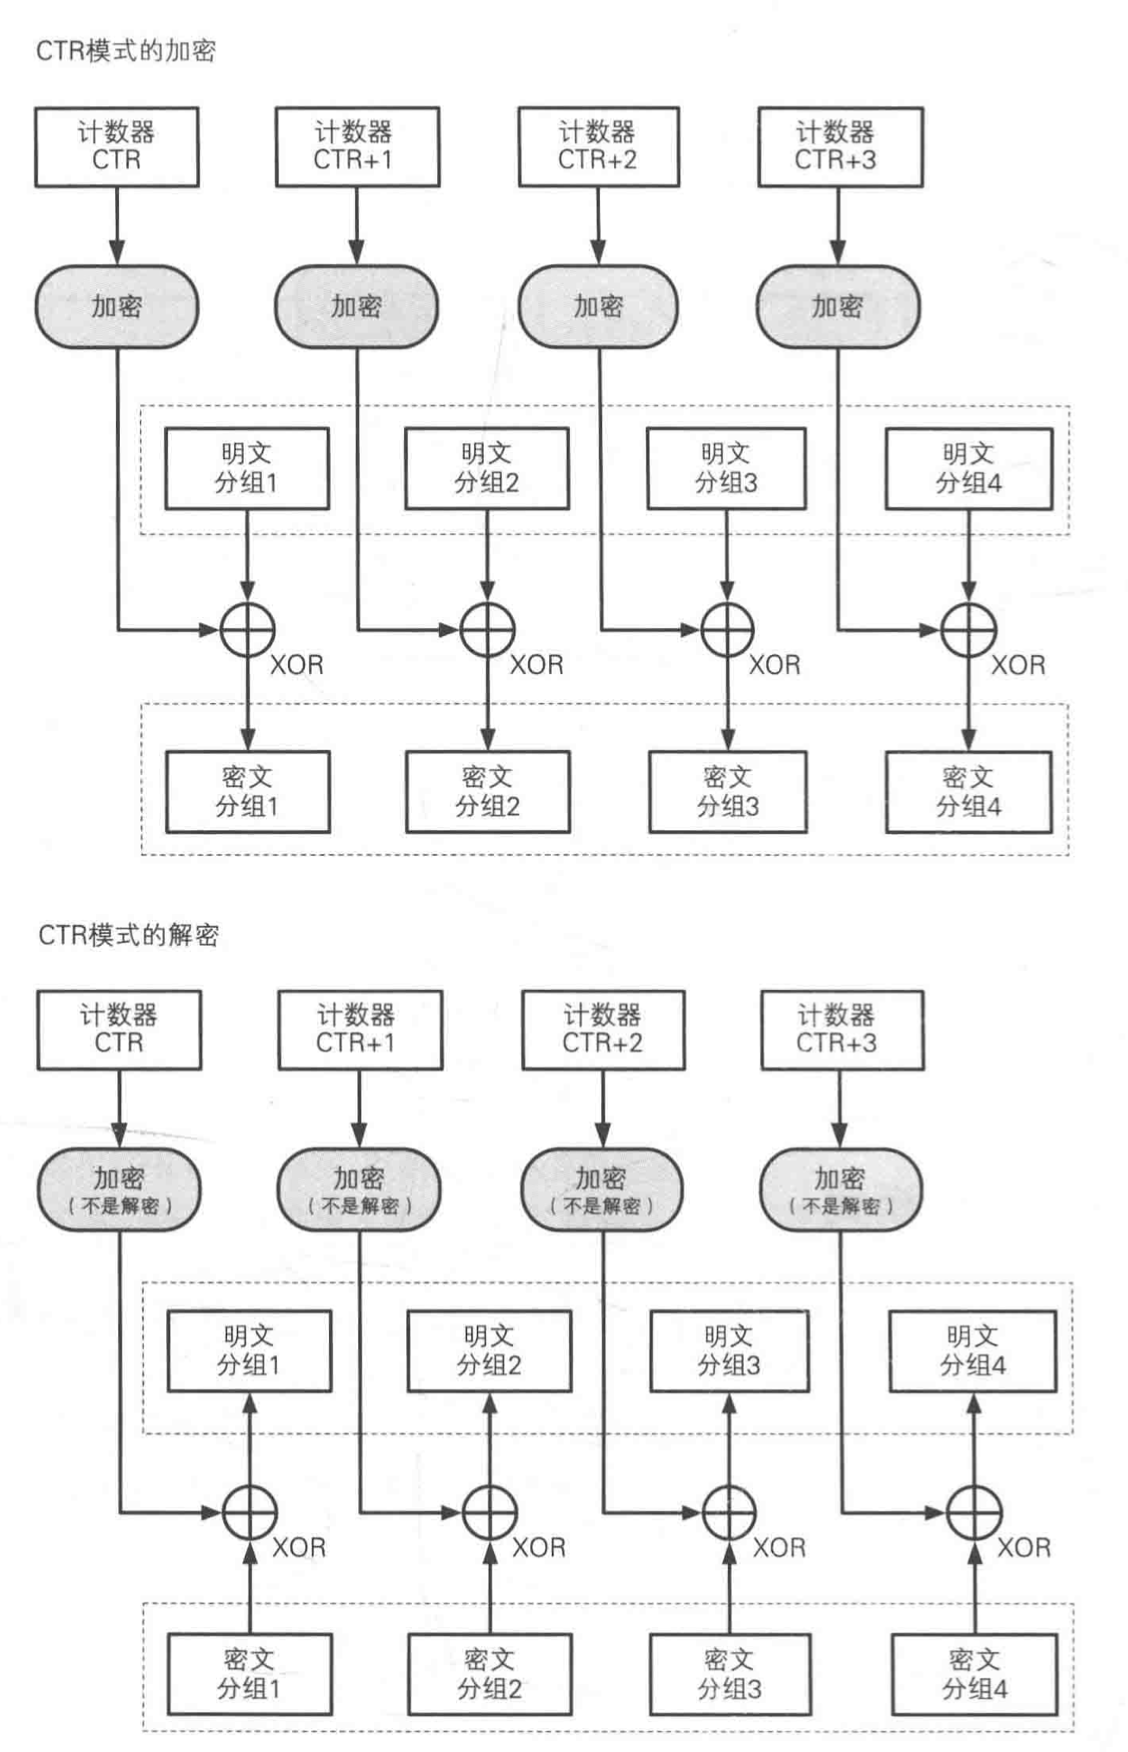 CTR模式的加密
计数器
CTR
计数器
CTR+1
计数器
CTR+2
计数器
CTR+3
加密
加密
加密
加密
明文
分组1
明文
分组2
明文
分组3
明文
分组4
XOR
XOR
XOR
XOR
密文
分组1
密文
分组2
密文
分组3
密文
分组4
CTR模式的解密
计数器
CTR
计数器
CTR+1
计数器
CTR+2
计数器
CTR+3
加密
(不是解密)
加密
(不是解密)
加密
(不是解密)
加密
(不是解密)
明文
分组1
明文
分组2
明文
分组3
明文
分组4
XOR
XOR
XOR
XOR
密文
分组1
密文
分组2
密文
分组3
密文
分组4